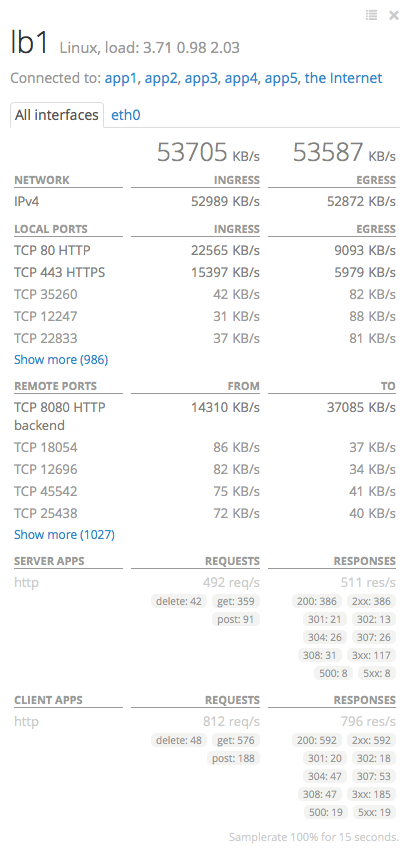 lb1 Linux, load: 3.71 0.98 2.03
Connected to: app1, app2, app3, app4, app5, the Internet
All interfaces eth0
53705 KB/s 53587 KB/s
NETWORK INGRESS EGRESS
IPv4 52989 KB/s 52872 KB/s
LOCAL PORTS INGRESS EGRESS
TCP 80 HTTP 22565 KB/s 9093 KB/s
TCP 443 HTTPS 15397 KB/s 5979 KB/s
TCP 35260 42 KB/s 82 KB/s
TCP 12247 31 KB/s 88 KB/s
TCP 22833 37 KB/s 81 KB/s
Show more (986)
REMOTE PORTS FROM TO
TCP 8080 HTTP 14310 KB/s 37085 KB/s
backend
TCP 18054 86 KB/s 37 KB/s
TCP 12696 82 KB/s 34 KB/s
TCP 45542 75 KB/s 41 KB/s
TCP 25438 72 KB/s 40 KB/s
Show more (1027)
SERVER APPS REQUESTS RESPONSES
http 492 req/s 511 res/s
delete: 42 get: 359 200: 386 2xx: 386
post: 91 301: 21 302: 13
304: 26 307: 26
308: 31 3xx: 117
500: 8 5xx: 8
CLIENT APPS REQUESTS RESPONSES
http 812 req/s 796 res/s
delete: 48 get: 576 200: 592 2xx: 592
post: 188 301: 20 302: 18
304: 47 307: 53
308: 47 3xx: 185
500: 19 5xx: 19
Samplerate 100% for 15 seconds.